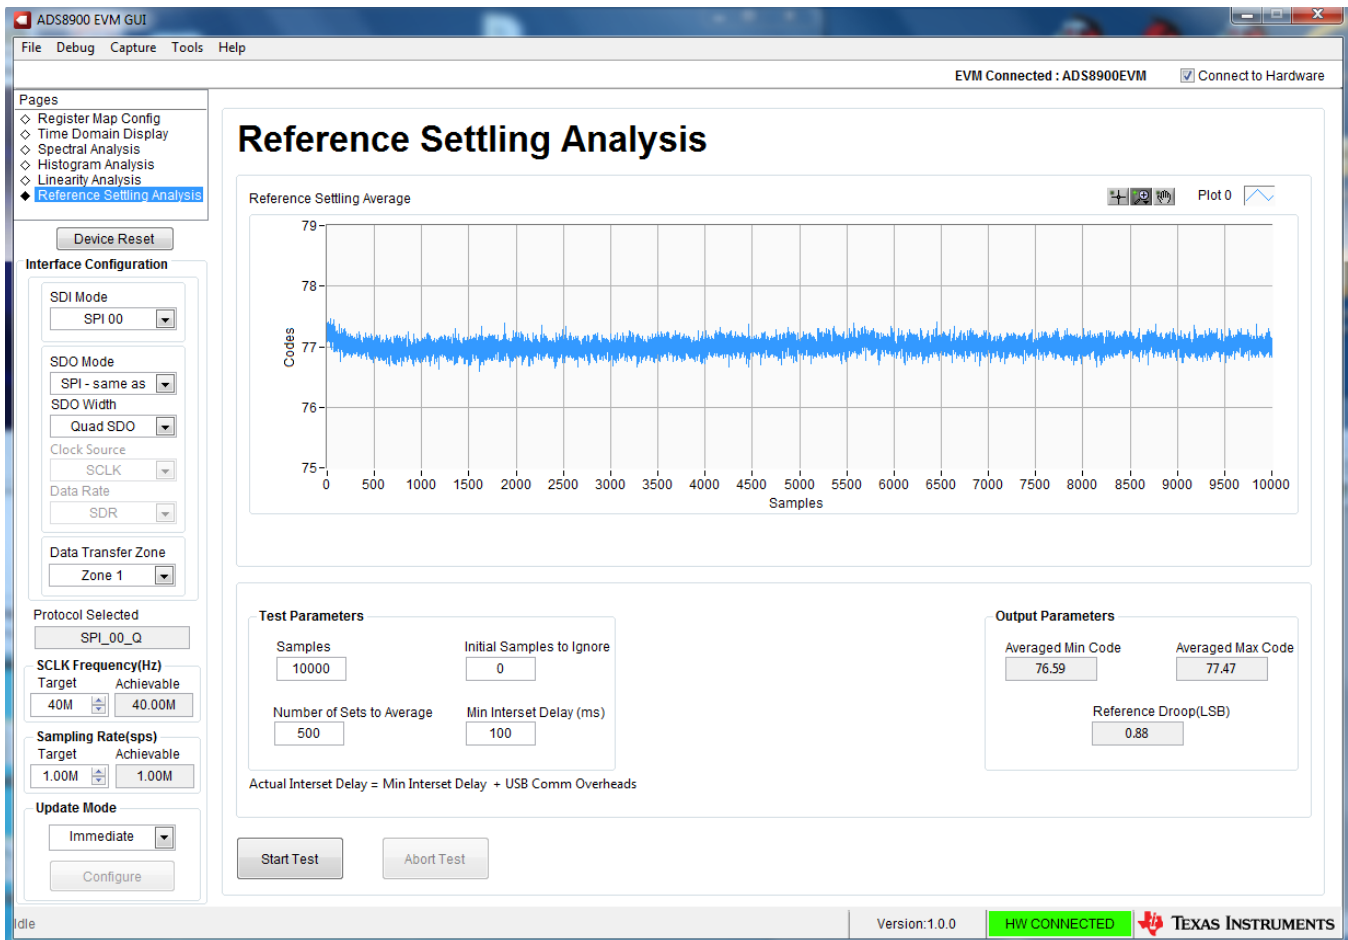 ADS8900 EVM GUI
File Debug Capture Tools Help
EVM Connected : ADS8900EVM Connect to Hardware
Pages
Register Map Config
Time Domain Display
Spectral Analysis
Histogram Analysis
Linearity Analysis
Reference Settling Analysis
Device Reset
Interface Configuration
SDI Mode
SPI 00
SDO Mode
SPI - same as
SDO Width
Quad SDO
Clock Source
SCLK
Data Rate
SDR
Data Transfer Zone
Zone 1
Protocol Selected
SPI_00_Q
SCLK Frequency(Hz)
Target Achievable
40M 40.00M
Sampling Rate(sps)
Target Achievable
1.00M 1.00M
Update Mode
Immediate
Configure
Reference Settling Analysis
Reference Settling Average Plot 0
79
78
77
76
75
Codes
0 500 1000 1500 2000 2500 3000 3500 4000 4500 5000 5500 6000 6500 7000 7500 8000 8500 9000 9500 10000
Samples
Test Parameters
Samples Initial Samples to Ignore
10000 0
Number of Sets to Average Min Interset Delay (ms)
500 100
Actual Interset Delay = Min Interset Delay + USB Comm Overheads
Output Parameters
Averaged Min Code Averaged Max Code
76.59 77.47
Reference Droop(LSB)
0.88
Start Test Abort Test
Idle Version:1.0.0 HW CONNECTED TEXAS INSTRUMENTS